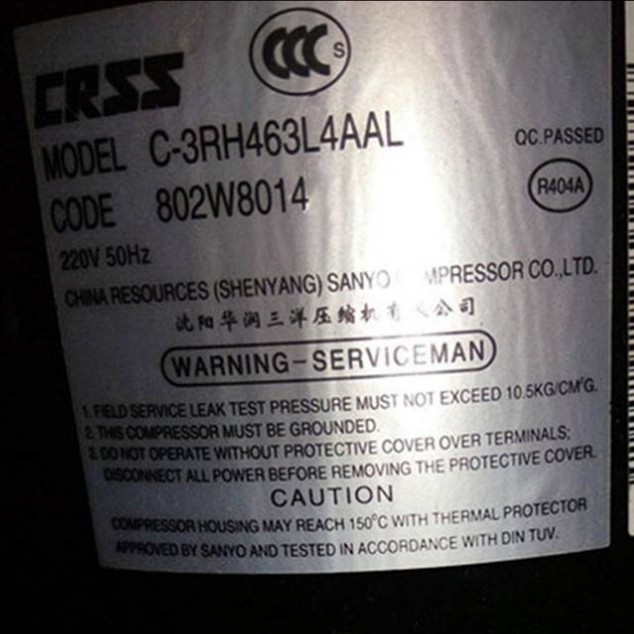 CRSS
CCC S
MODEL C-3RH463L4AAL
QC.PASSED
CODE 802W8014
R404A
220V 50Hz
CHINA RESOURCES (SHENYANG) SANYO MPRESSOR CO.,LTD.
沈阳华润三洋压缩机有 公司
WARNING-SERVICEMAN
1. FIELD SERVICE LEAK TEST PRESSURE MUST NOT EXCEED 10.5KG/CM²G.
2. THIS COMPRESSOR MUST BE GROUNDED.
3. DO NOT OPERATE WITHOUT PROTECTIVE COVER OVER TERMINALS;
DISCONNECT ALL POWER BEFORE REMOVING THE PROTECTIVE COVER.
CAUTION
COMPRESSOR HOUSING MAY REACH 150°C WITH THERMAL PROTECTOR
APPROVED BY SANYO AND TESTED IN ACCORDANCE WITH DIN TUV.